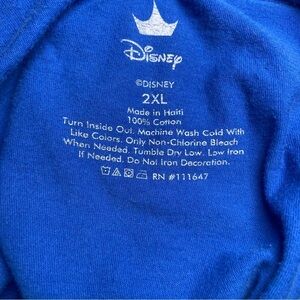 Disney
©DISNEY
2XL
Made in Haiti
100% Cotton
Turn Inside Out. Machine Wash Cold With
Like Colors. Only Non-Chlorine Bleach
When Needed. Tumble Dry Low. Low Iron
If Needed. Do Not Iron Decoration.
RN #111647